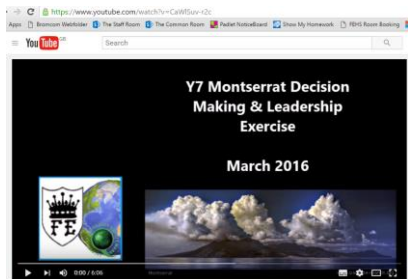 https://www.youtube.com/watch?v=CaWlSuv-r2c
Apps Bromcom Webfolder The Staff Room The Common Room Padlet NoticeBoard Show My Homework FEHS Room Booking
YouTube GB Search
Y7 Montserrat Decision
Making & Leadership
Exercise
March 2016
FE
0:00 / 6:06 Montserrat